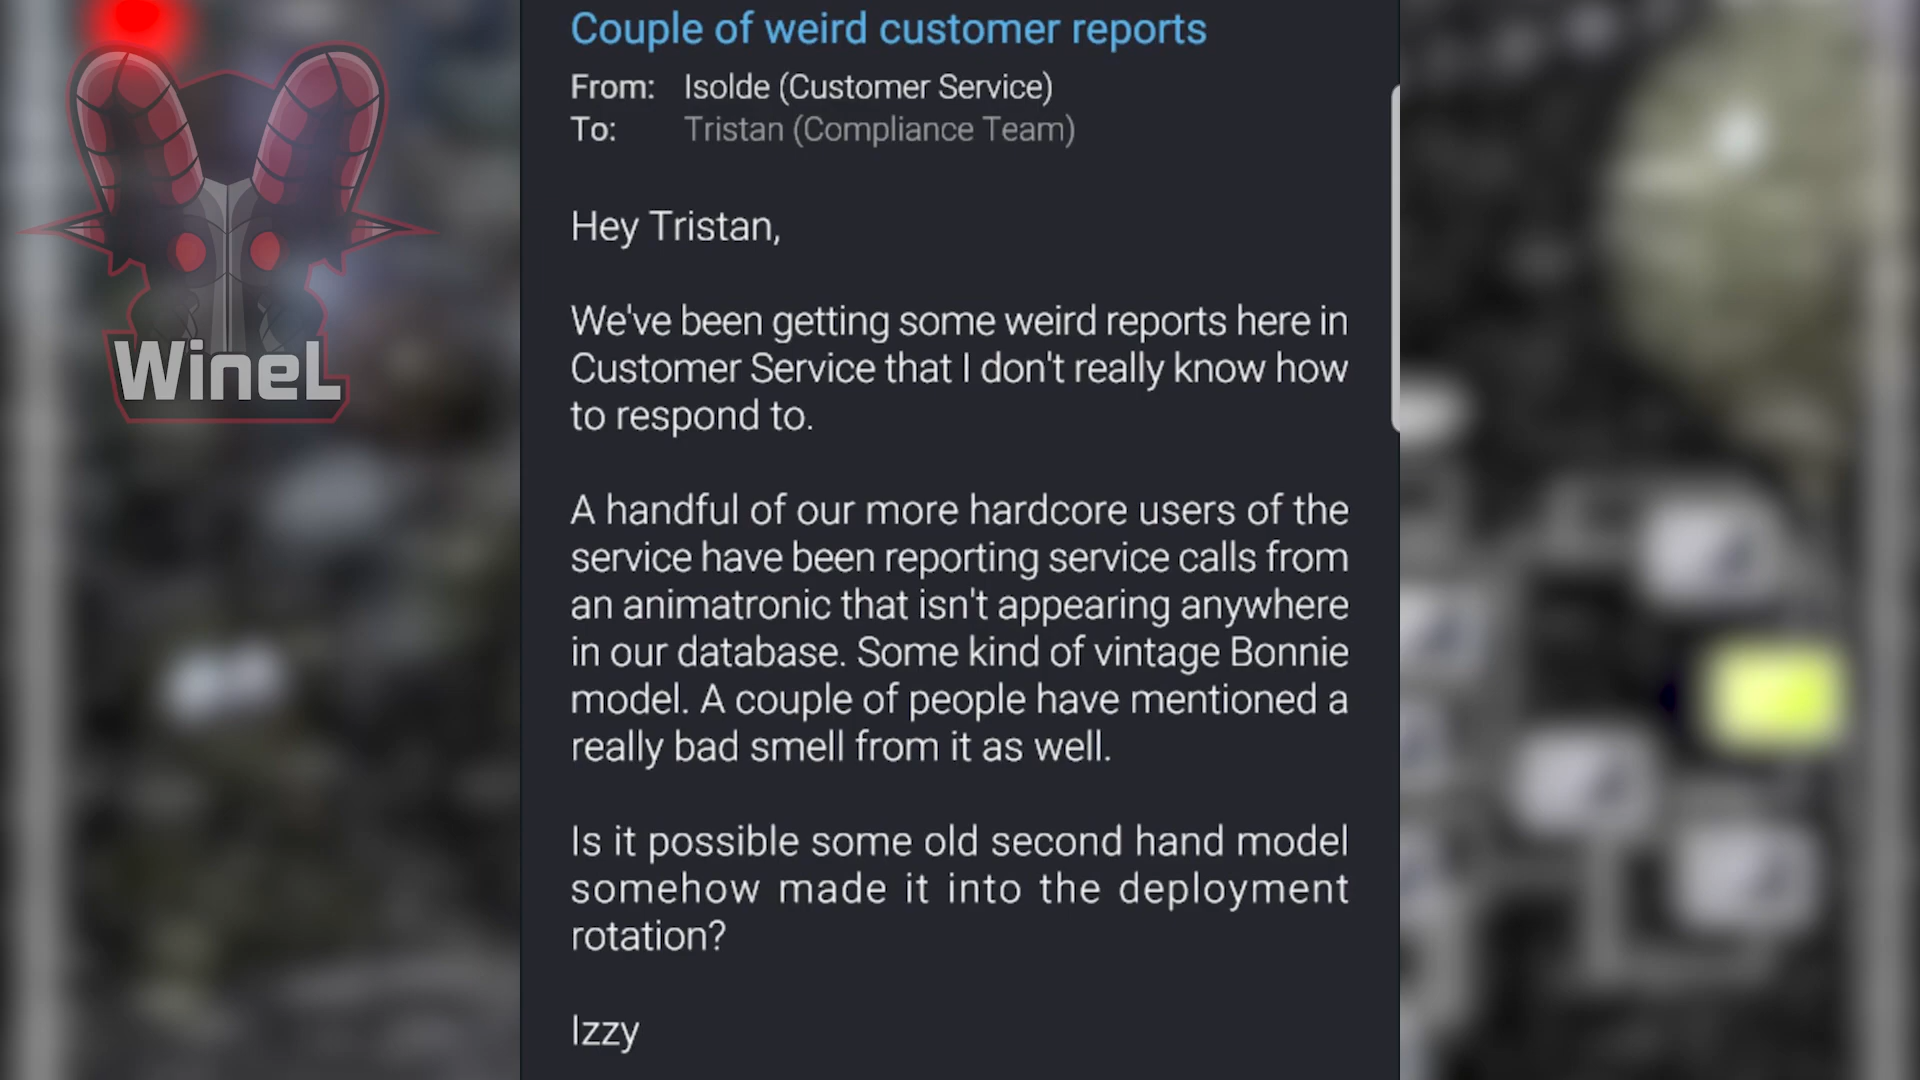 Couple of weird customer reports
From: Isolde (Customer Service)
To: Tristan (Compliance Team)
Hey Tristan,
We've been getting some weird reports here in
Customer Service that I don't really know how
to respond to.
A handful of our more hardcore users of the
service have been reporting service calls from
an animatronic that isn't appearing anywhere
in our database. Some kind of vintage Bonnie
model. A couple of people have mentioned a
really bad smell from it as well.
Is it possible some old second hand model
somehow made it into the deployment
rotation?
Izzy
WineL